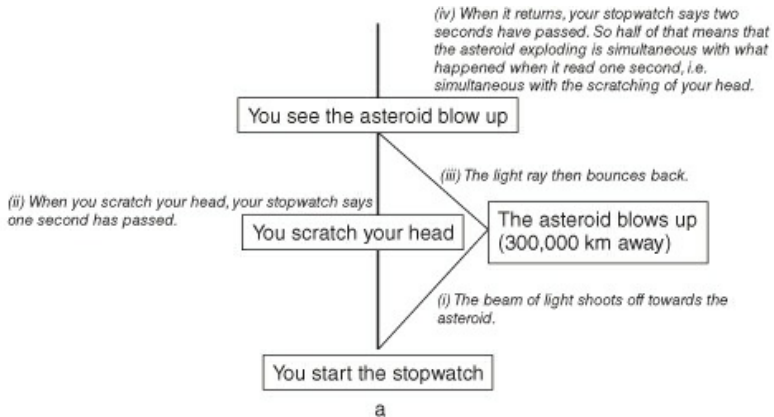 (iv) When it returns, your stopwatch says two
seconds have passed. So half of that means that
the asteroid exploding is simultaneous with what
happened when it read one second, i.e.
simultaneous with the scratching of your head.
You see the asteroid blow up
(iii) The light ray then bounces back.
(ii) When you scratch your head, your stopwatch says
one second has passed.
You scratch your head
The asteroid blows up
(300,000 km away)
(i) The beam of light shoots off towards the
asteroid.
You start the stopwatch
a